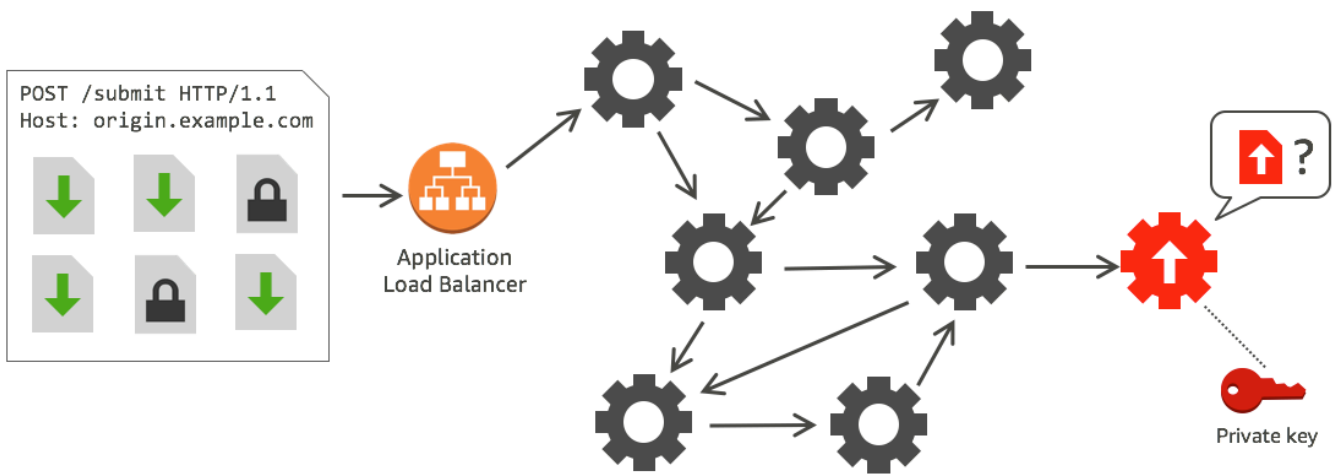 POST /submit HTTP/1.1
Host: origin.example.com
Application
Load Balancer
?
Private key